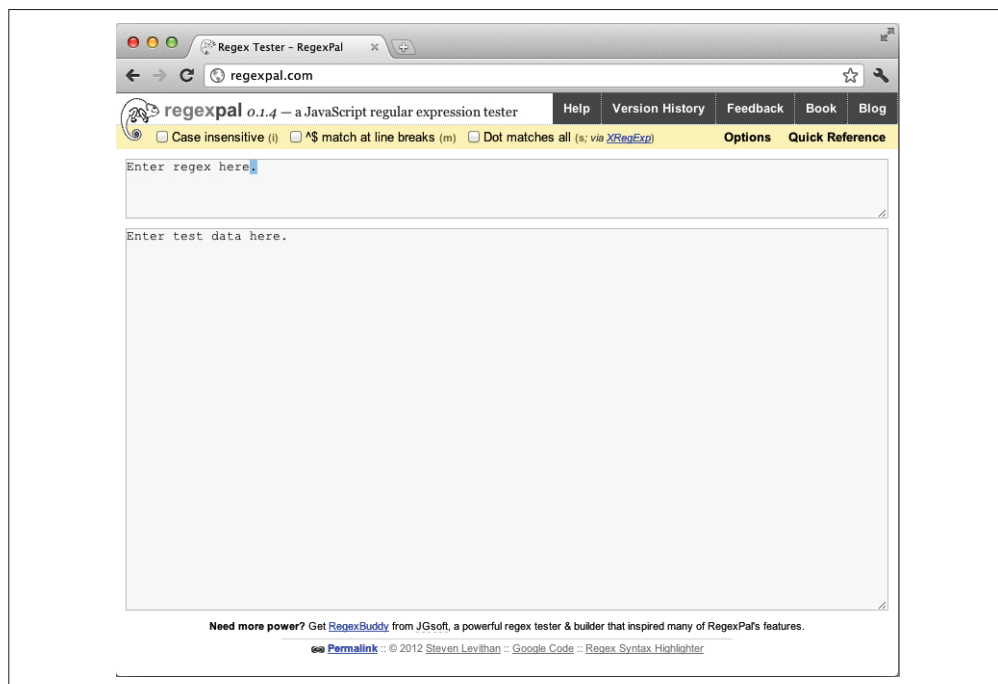 Regex Tester – RegexPal
regexpal.com
regexpal 0.1.4 — a JavaScript regular expression tester
Help Version History Feedback Book Blog
Case insensitive (i) ^$ match at line breaks (m) Dot matches all (s; via XRegExp) Options Quick Reference
Enter regex here.
Enter test data here.
Need more power? Get RegexBuddy from JGsoft, a powerful regex tester & builder that inspired many of RegexPal's features.
Permalink :: © 2012 Steven Levithan :: Google Code :: Regex Syntax Highlighter